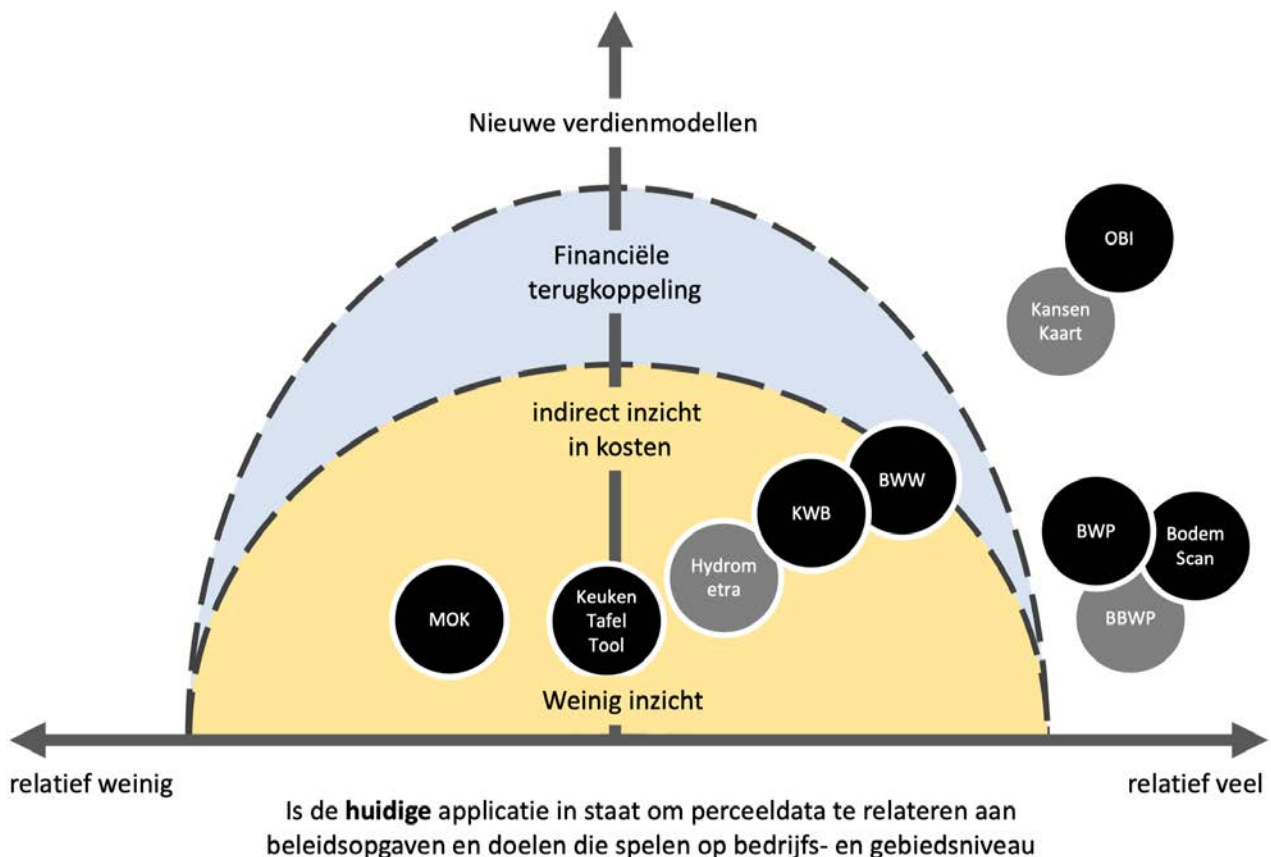 Nieuwe verdienmodellen
OBI
Financiële
terugkoppeling
Kansen
Kaart
indirect inzicht
in kosten
BWW
KWB
BWP
Bodem
Scan
Hydrom
etra
Keuken
Tafel
Tool
MOK
BBWP
Weinig inzicht
relatief weinig
relatief veel
Is de huidige applicatie in staat om perceeldata te relateren aan
beleidsopgaven en doelen die spelen op bedrijfs- en gebiedsniveau